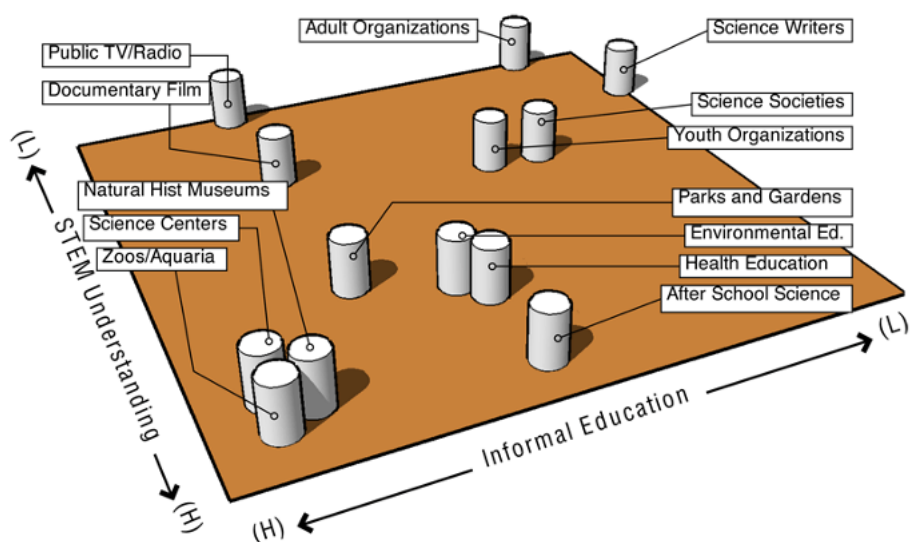 Adult Organizations
Science Writers
Public TV/Radio
Documentary Film
Science Societies
Youth Organizations
(L)
Natural Hist Museums
Parks and Gardens
Science Centers
Environmental Ed.
Zoos/Aquaria
Health Education
After School Science
STEM Understanding
(L)
Informal Education
(H)
(H)